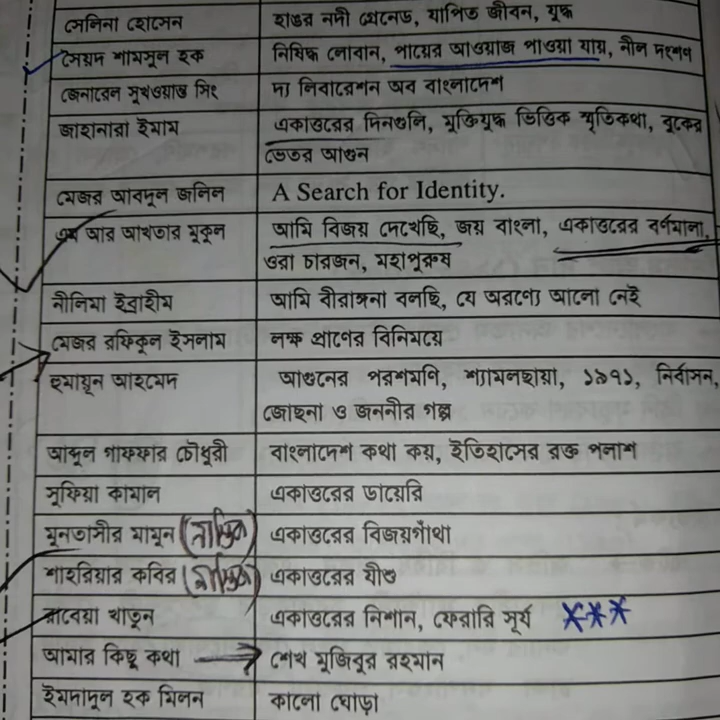 সেলিনা হোসেন হাঙর নদী গ্রেনেড, যাপিত জীবন, যুদ্ধ
সৈয়দ শামসুল হক নিষিদ্ধ লোবান, পায়ের আওয়াজ পাওয়া যায়, নীল দংশণ
জেনারেল সুখওয়ান্ত সিং দ্য লিবারেশন অব বাংলাদেশ
জাহানারা ইমাম একাত্তরের দিনগুলি, মুক্তিযুদ্ধ ভিত্তিক স্মৃতিকথা, বুকের
ভেতর আগুন
মেজর আবদুল জলিল A Search for Identity.
এম আর আখতার মুকুল আমি বিজয় দেখেছি, জয় বাংলা, একাত্তরের বর্ণমালা,
ওরা চারজন, মহাপুরুষ
নীলিমা ইব্রাহীম আমি বীরাঙ্গনা বলছি, যে অরণ্যে আলো নেই
মেজর রফিকুল ইসলাম লক্ষ প্রাণের বিনিময়ে
হুমায়ুন আহমেদ আগুনের পরশমণি, শ্যামলছায়া, ১৯৭১, নির্বাসন,
জোছনা ও জননীর গল্প
আব্দুল গাফফার চৌধুরী বাংলাদেশ কথা কয়, ইতিহাসের রক্ত পলাশ
সুফিয়া কামাল একাত্তরের ডায়েরি
মুনতাসীর মামুন (নাস্তিক) একাত্তরের বিজয়গাঁথা
শাহরিয়ার কবির (নাস্তিক) একাত্তরের যীশু
রাবেয়া খাতুন একাত্তরের নিশান, ফেরারি সূর্য
আমার কিছু কথা শেখ মুজিবুর রহমান
ইমদাদুল হক মিলন কালো ঘোড়া